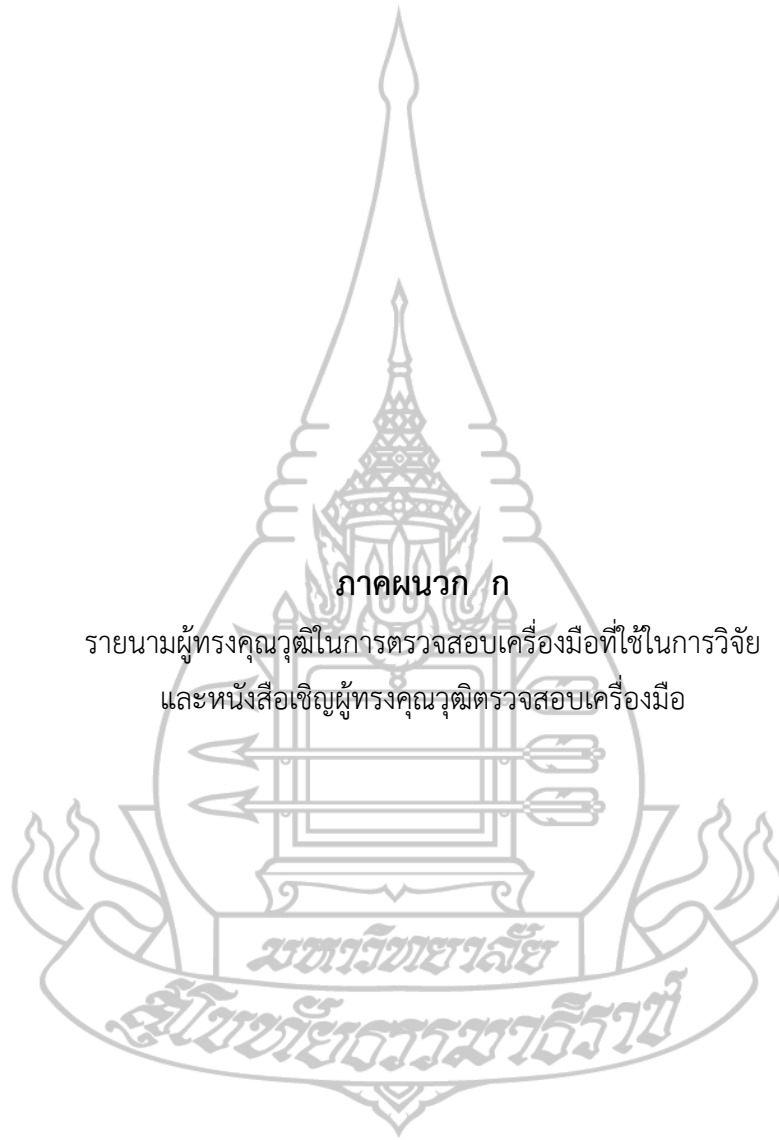 ภาคผนวก ก
รายนามผู้ทรงคุณวุฒิในการตรวจสอบเครื่องมือที่ใช้ในการวิจัย
และหนังสือเชิญผู้ทรงคุณวุฒิตรวจสอบเครื่องมือ
มหาวิทยาลัย
สุโขทัยธรรมาธิราช